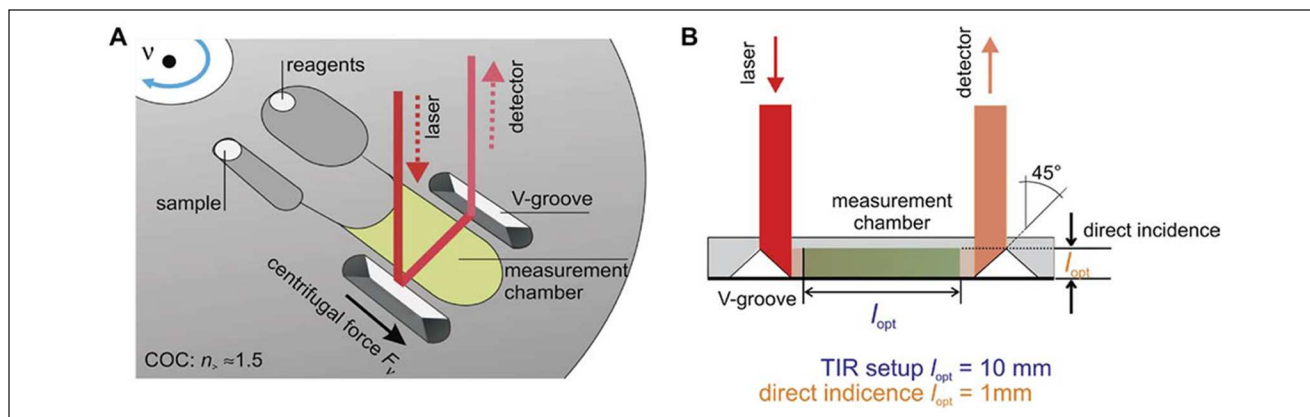 A
ν
reagents
laser
detector
sample
V-groove
measurement
chamber
centrifugal force Fν
COC: n> ≈1.5
B
laser
detector
45°
measurement
chamber
direct incidence
lopt
V-groove
lopt
TIR setup lopt = 10 mm
direct indicence lopt = 1mm